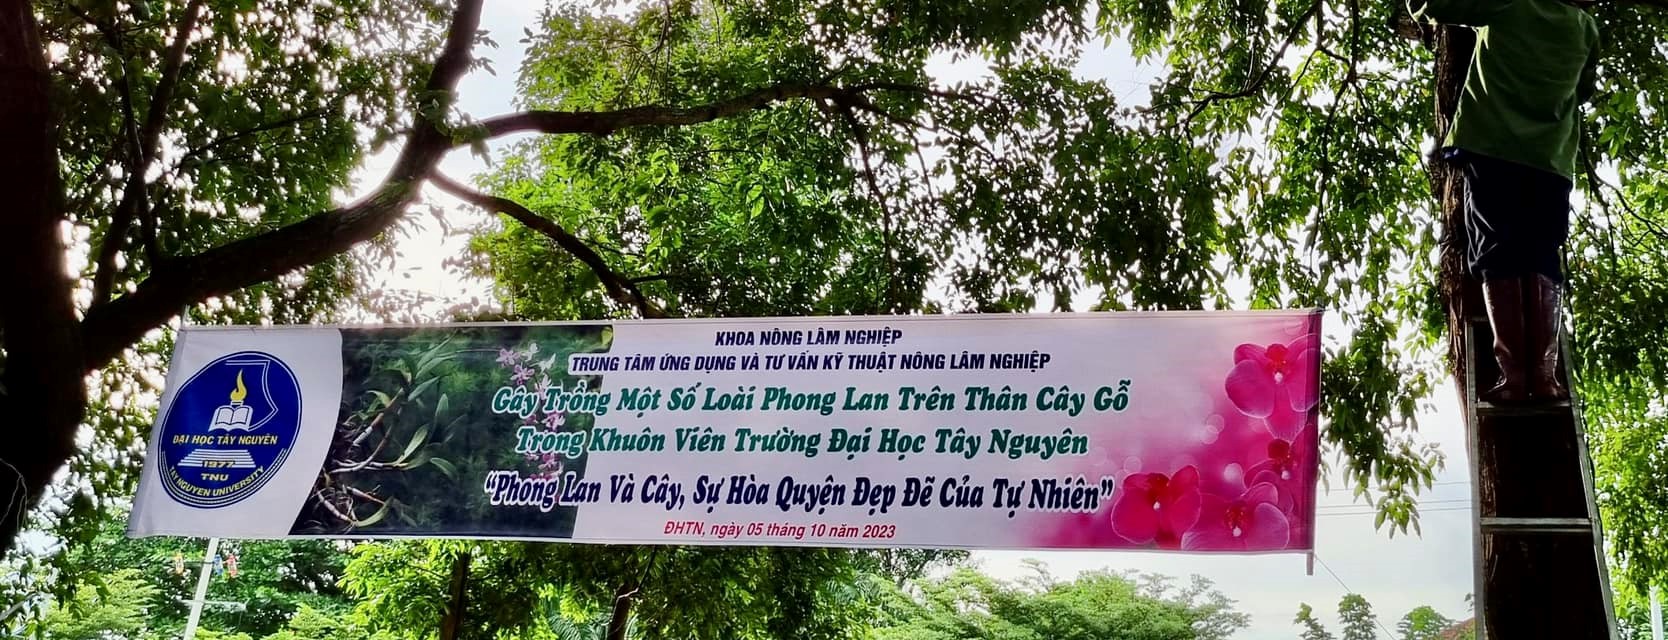 KHOA NÔNG LÂM NGHIỆP
TRUNG TÂM ỨNG DỤNG VÀ TƯ VẤN KỸ THUẬT NÔNG LÂM NGHIỆP
Gây Trồng Một Số Loài Phong Lan Trên Thân Cây Gỗ
Trong Khuôn Viên Trường Đại Học Tây Nguyên
“Phong Lan Và Cây, Sự Hòa Quyện Đẹp Đẽ Của Tự Nhiên”
ĐHTN, ngày 05 tháng 10 năm 2023
ĐẠI HỌC TÂY NGUYÊN
1977
TNU
TAY NGUYEN UNIVERSITY